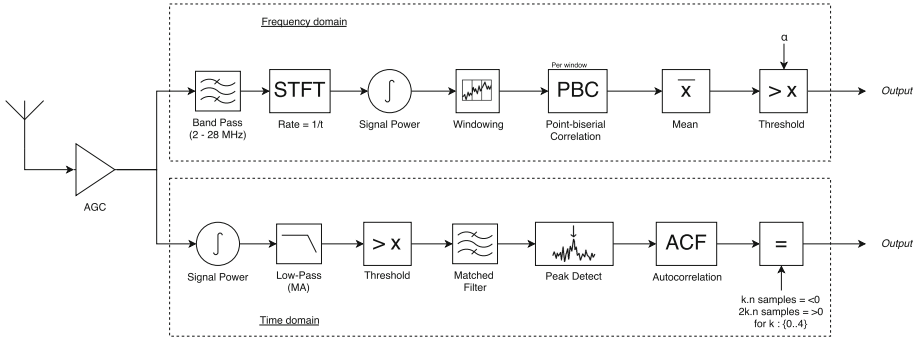 Frequency domain
α
Per window
STFT
PBC
x
> x
Output
Band Pass
(2 - 28 MHz)
Rate = 1/t
Signal Power
Windowing
Point-biserial
Correlation
Mean
Threshold
AGC
> x
ACF
=
Output
Signal Power
Low-Pass
(MA)
Threshold
Matched
Filter
Peak Detect
Autocorrelation
k.n samples = <0
2k.n samples = >0
for k : {0..4}
Time domain